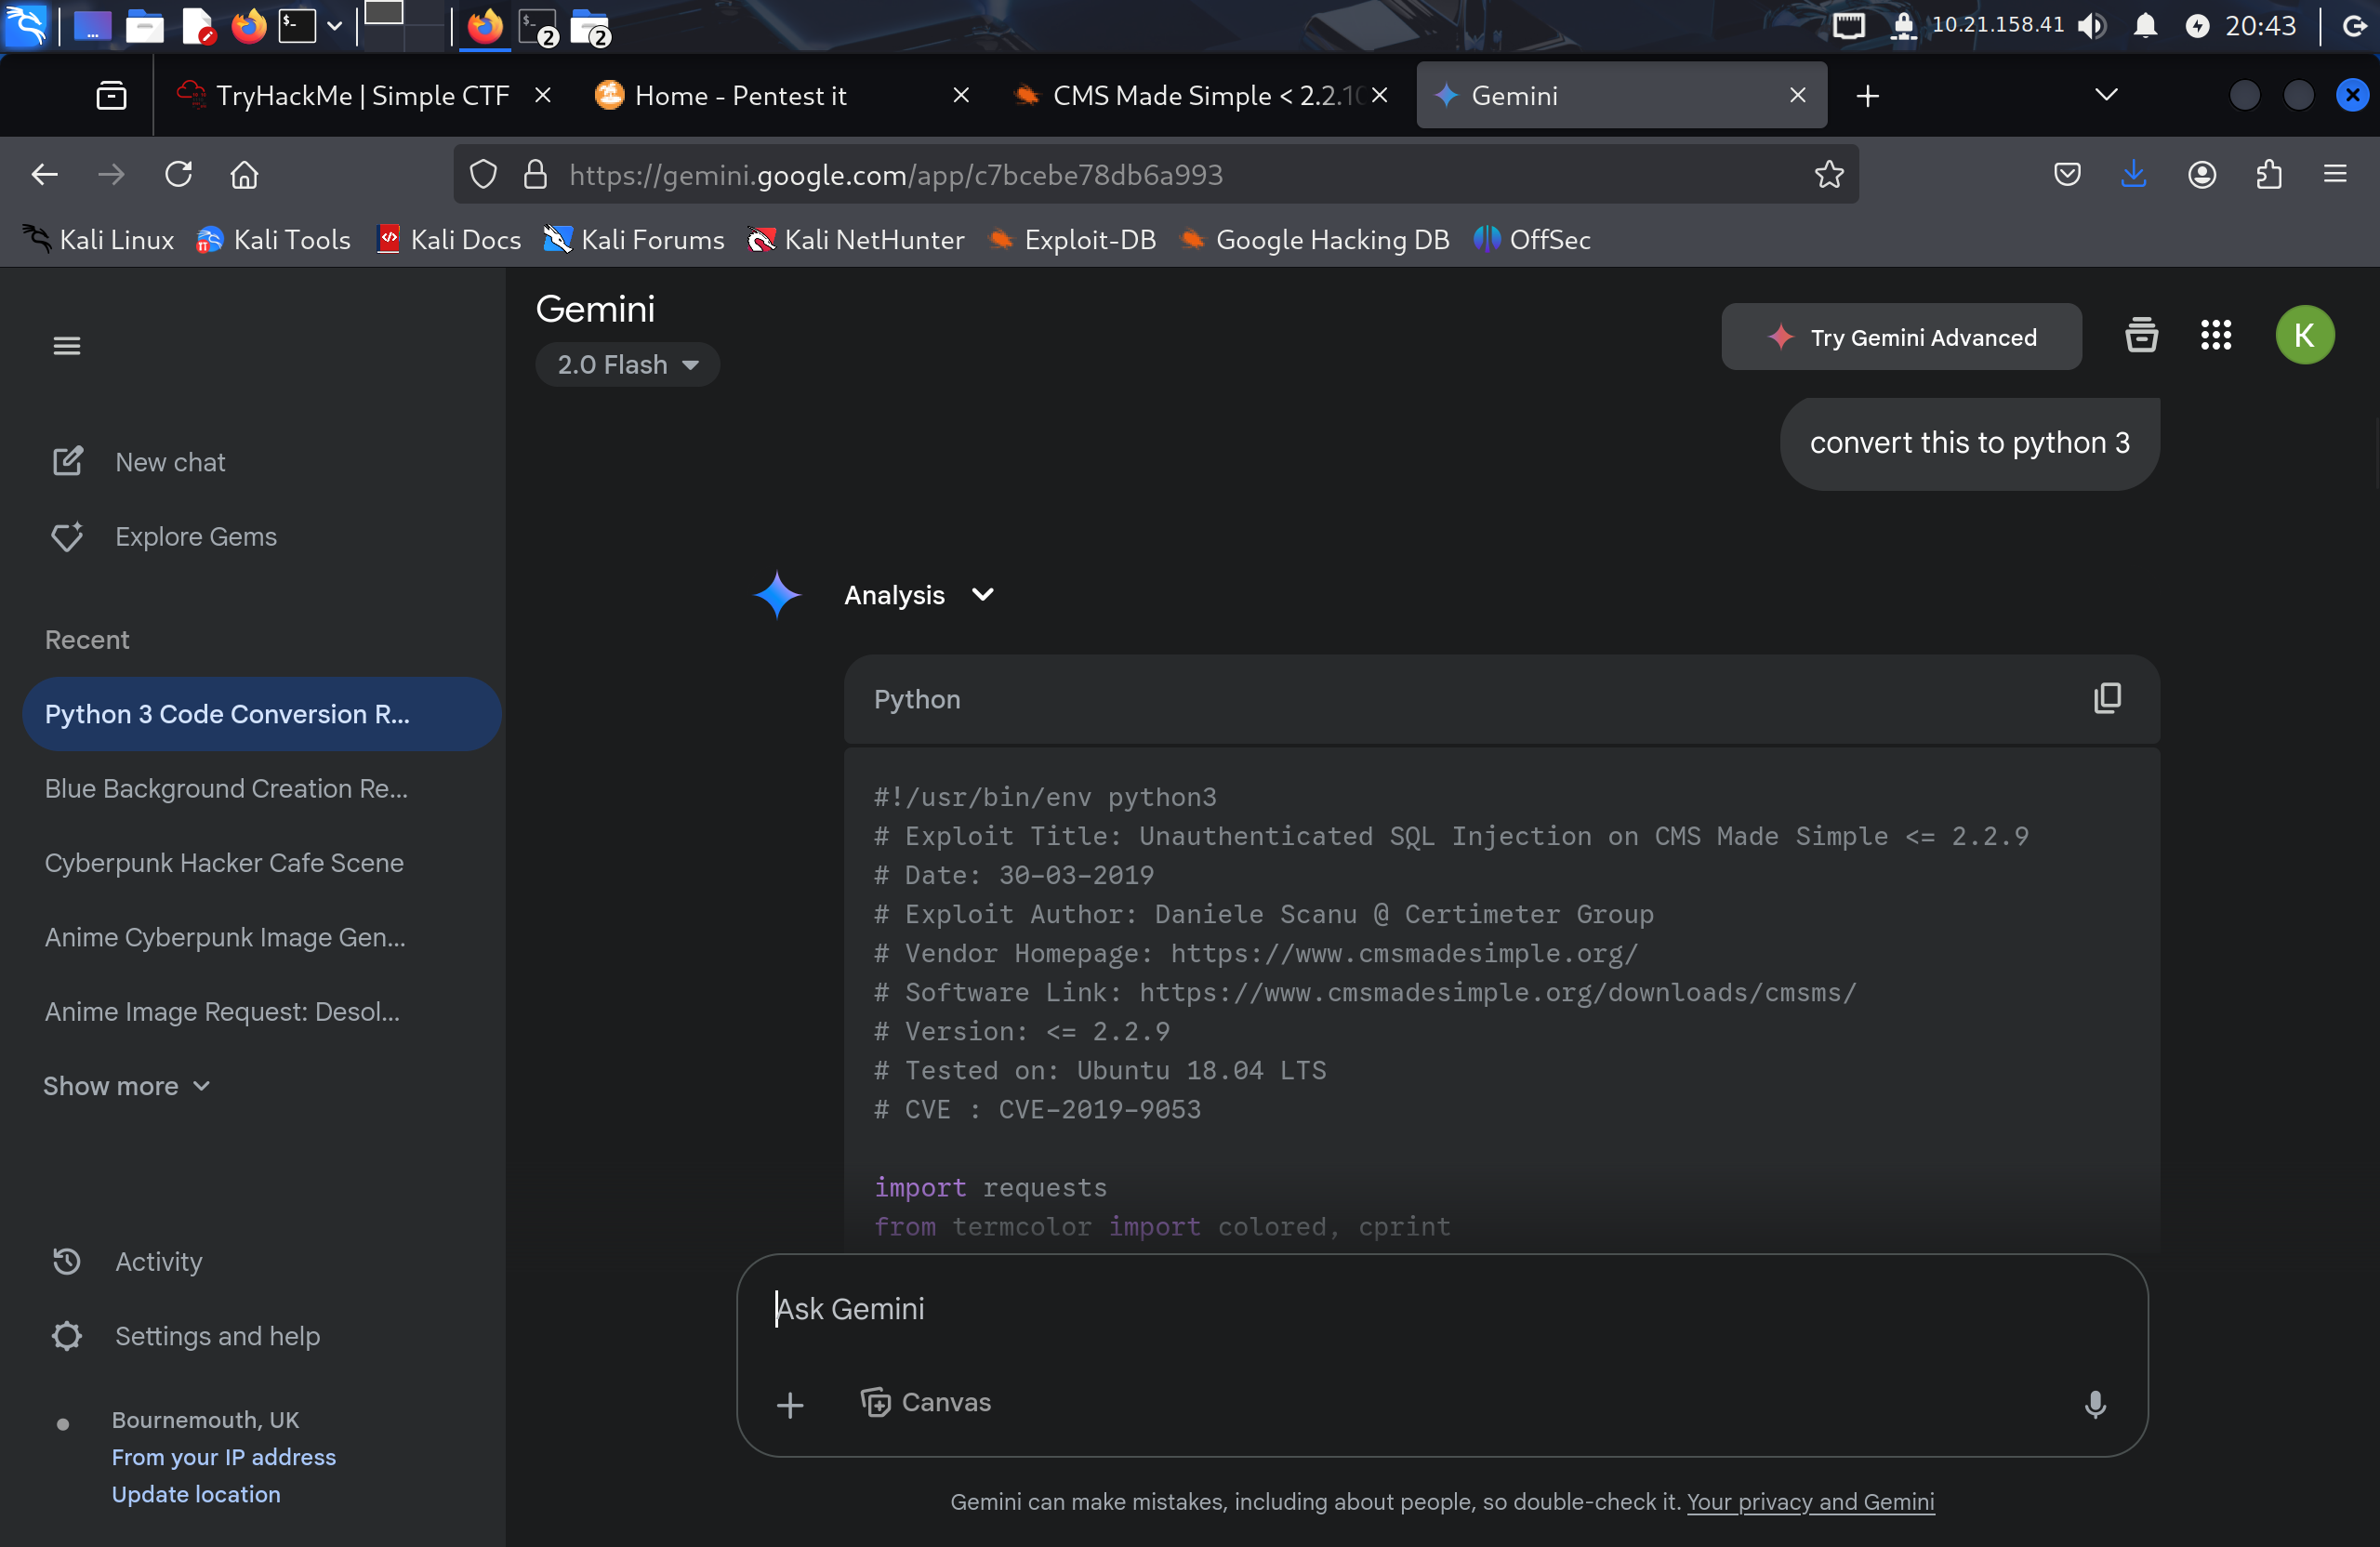 10.21.158.41
20:43
2
2
TryHackMe | Simple CTF
Home - Pentest it
CMS Made Simple < 2.2.10
Gemini
https://gemini.google.com/app/c7bcebe78db6a993
Kali Linux
Kali Tools
Kali Docs
Kali Forums
Kali NetHunter
Exploit-DB
Google Hacking DB
OffSec
Gemini
2.0 Flash
Try Gemini Advanced
K
New chat
Explore Gems
Recent
Python 3 Code Conversion R...
Blue Background Creation Re...
Cyberpunk Hacker Cafe Scene
Anime Cyberpunk Image Gen...
Anime Image Request: Desol...
Show more
Activity
Settings and help
Bournemouth, UK
From your IP address
Update location
convert this to python 3
Analysis
Python
#!/usr/bin/env python3
# Exploit Title: Unauthenticated SQL Injection on CMS Made Simple <= 2.2.9
# Date: 30-03-2019
# Exploit Author: Daniele Scanu @ Certimeter Group
# Vendor Homepage: https://www.cmsmadesimple.org/
# Software Link: https://www.cmsmadesimple.org/downloads/cmsms/
# Version: <= 2.2.9
# Tested on: Ubuntu 18.04 LTS
# CVE : CVE-2019-9053
import requests
from termcolor import colored, cprint
Ask Gemini
Canvas
Gemini can make mistakes, including about people, so double-check it. Your privacy and Gemini